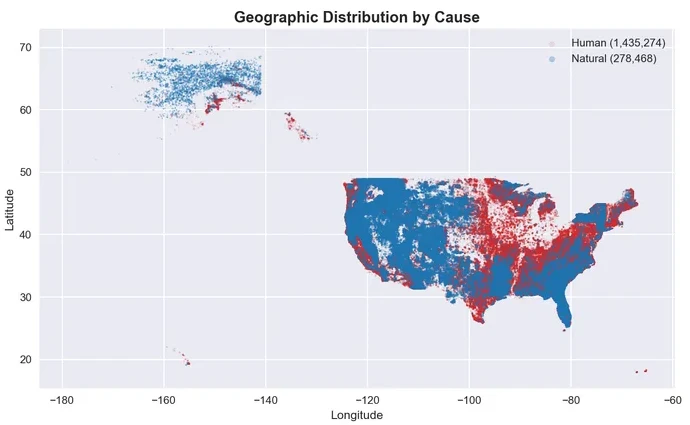 Geographic Distribution by Cause
Human (1,435,274)
Natural (278,468)
70
60
50
40
30
20
Latitude
−180
−160
−140
−120
−100
−80
−60
Longitude